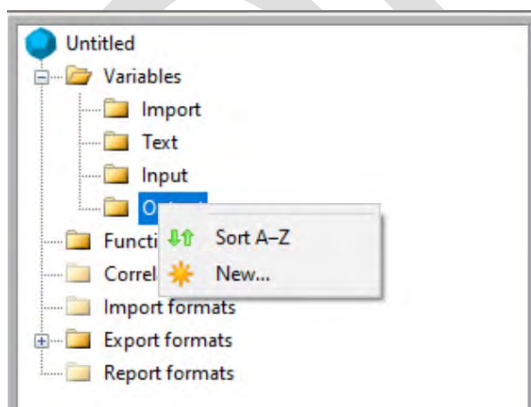 Untitled
Variables
Import
Text
Input
Functi
Sort A–Z
Correl
New...
Import formats
Export formats
Report formats